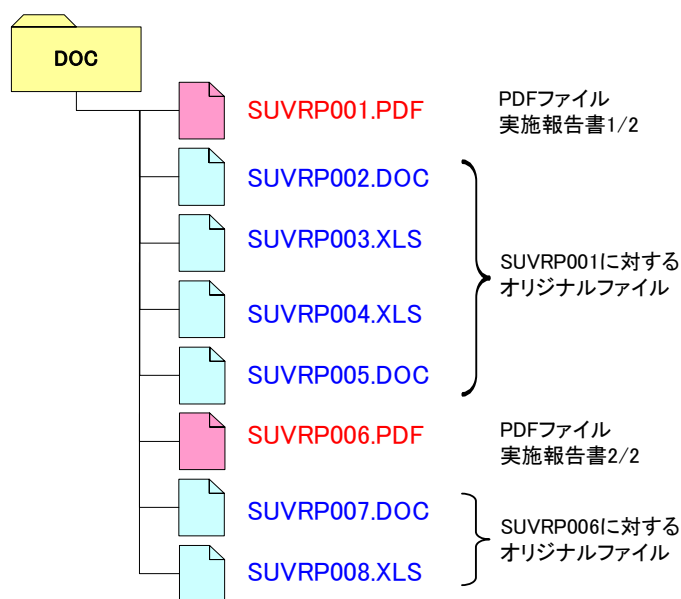 DOC
SUVRP001.PDF
PDFファイル
実施報告書1/2
SUVRP002.DOC
SUVRP003.XLS
SUVRP001に対する
オリジナルファイル
SUVRP004.XLS
SUVRP005.DOC
SUVRP006.PDF
PDFファイル
実施報告書2/2
SUVRP007.DOC
SUVRP006に対する
オリジナルファイル
SUVRP008.XLS